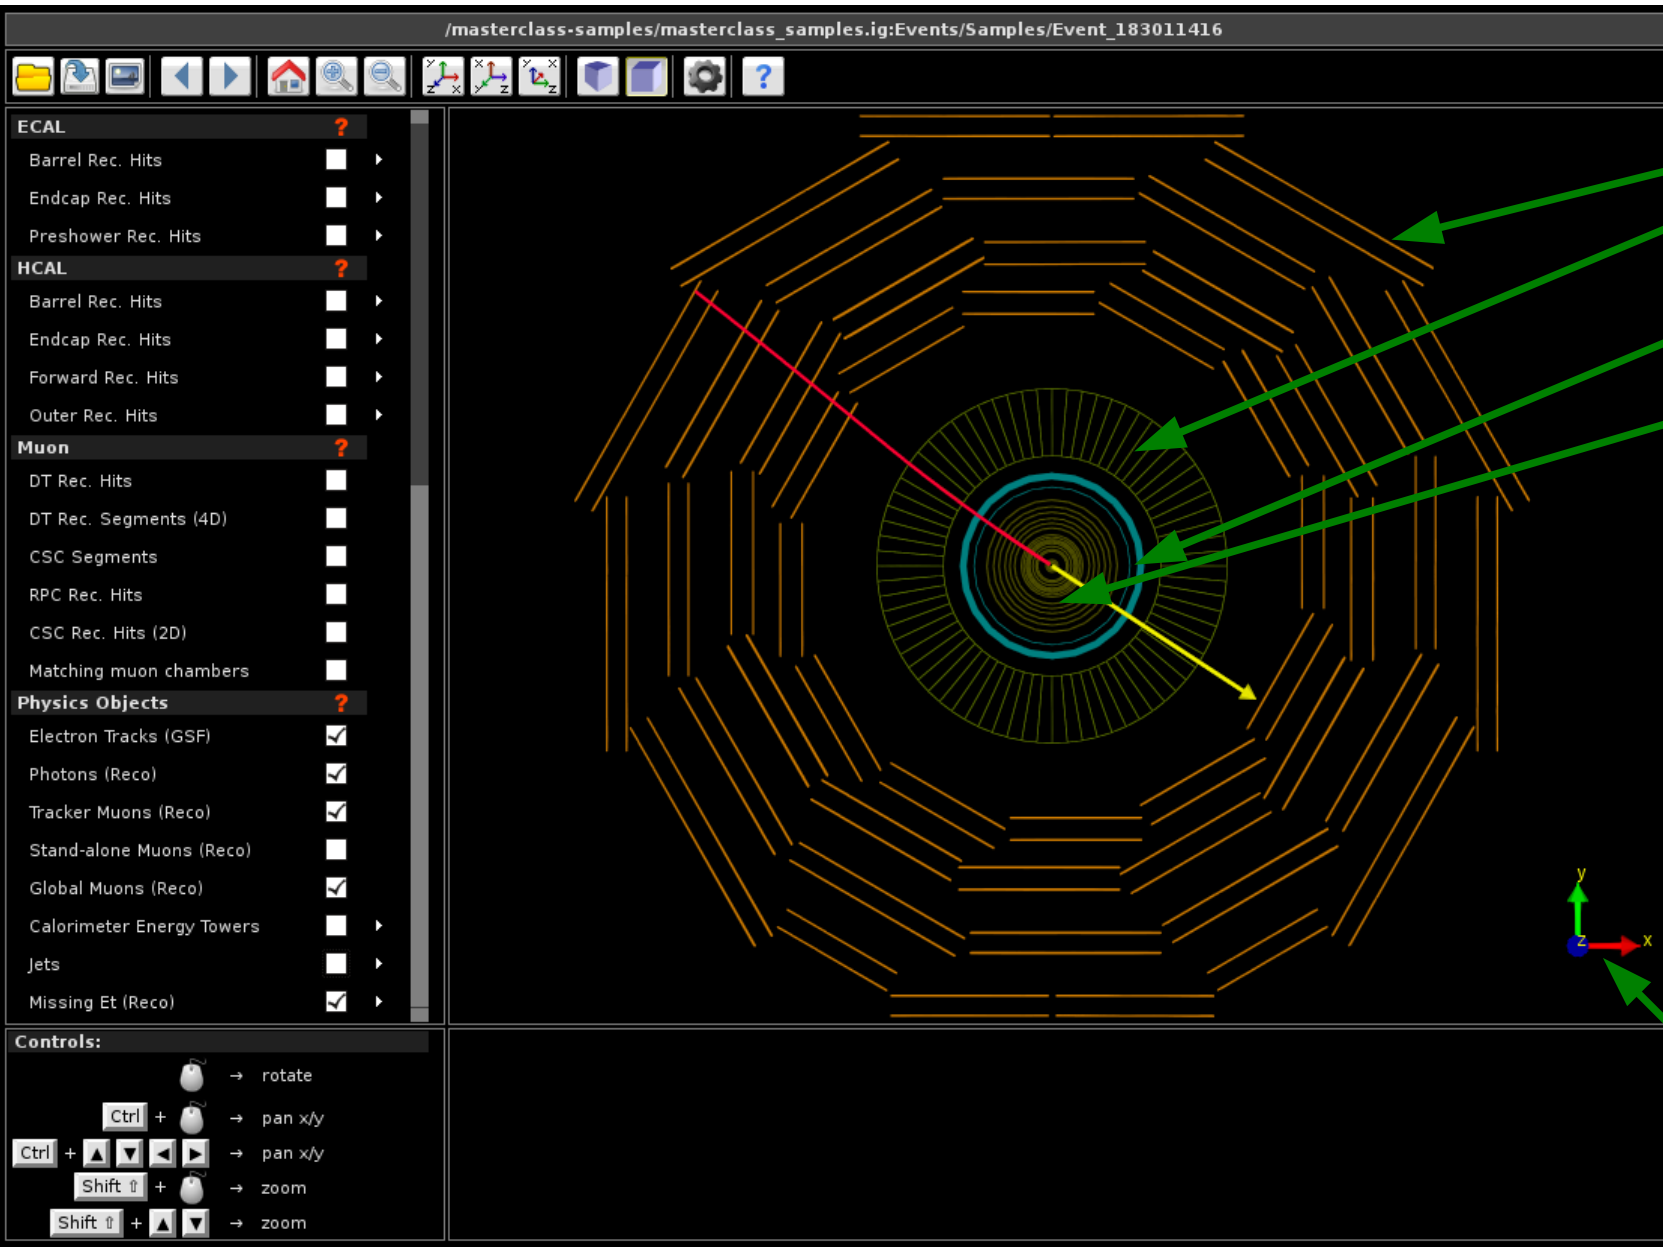 /masterclass-samples/masterclass_samples.ig:Events/Samples/Event_183011416
Y Z X X Y Z Y X Z ?
ECAL ?
Barrel Rec. Hits
Endcap Rec. Hits
Preshower Rec. Hits
HCAL ?
Barrel Rec. Hits
Endcap Rec. Hits
Forward Rec. Hits
Outer Rec. Hits
Muon ?
DT Rec. Hits
DT Rec. Segments (4D)
CSC Segments
RPC Rec. Hits
CSC Rec. Hits (2D)
Matching muon chambers
Physics Objects ?
Electron Tracks (GSF)
Photons (Reco)
Tracker Muons (Reco)
Stand-alone Muons (Reco)
Global Muons (Reco)
Calorimeter Energy Towers
Jets
Missing Et (Reco)
y
z x
Controls:
→ rotate
Ctrl + → pan x/y
Ctrl + ▲ ▼ ◀ ▶ → pan x/y
Shift ⇧ + → zoom
Shift ⇧ + ▲ ▼ → zoom